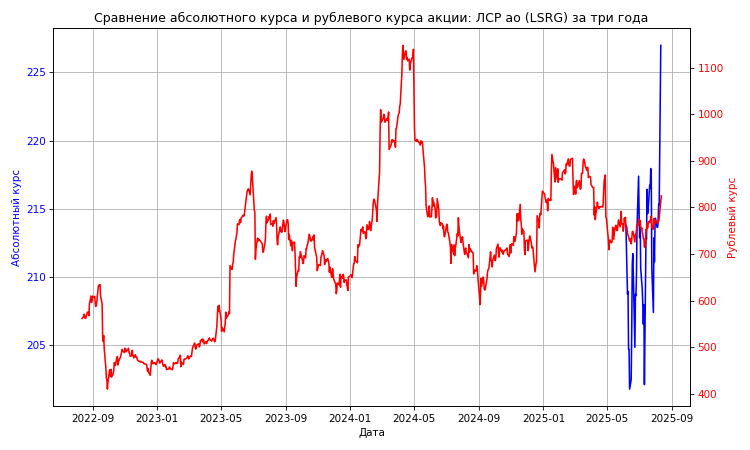 Сравнение абсолютного курса и рублевого курса акции: ЛСР ао (LSRG) за три года
225
220
215
210
205
Абсолютный курс
1100
1000
900
800
700
600
500
400
Рублевый курс
2022-09 2023-01 2023-05 2023-09 2024-01 2024-05 2024-09 2025-01 2025-05 2025-09
Дата